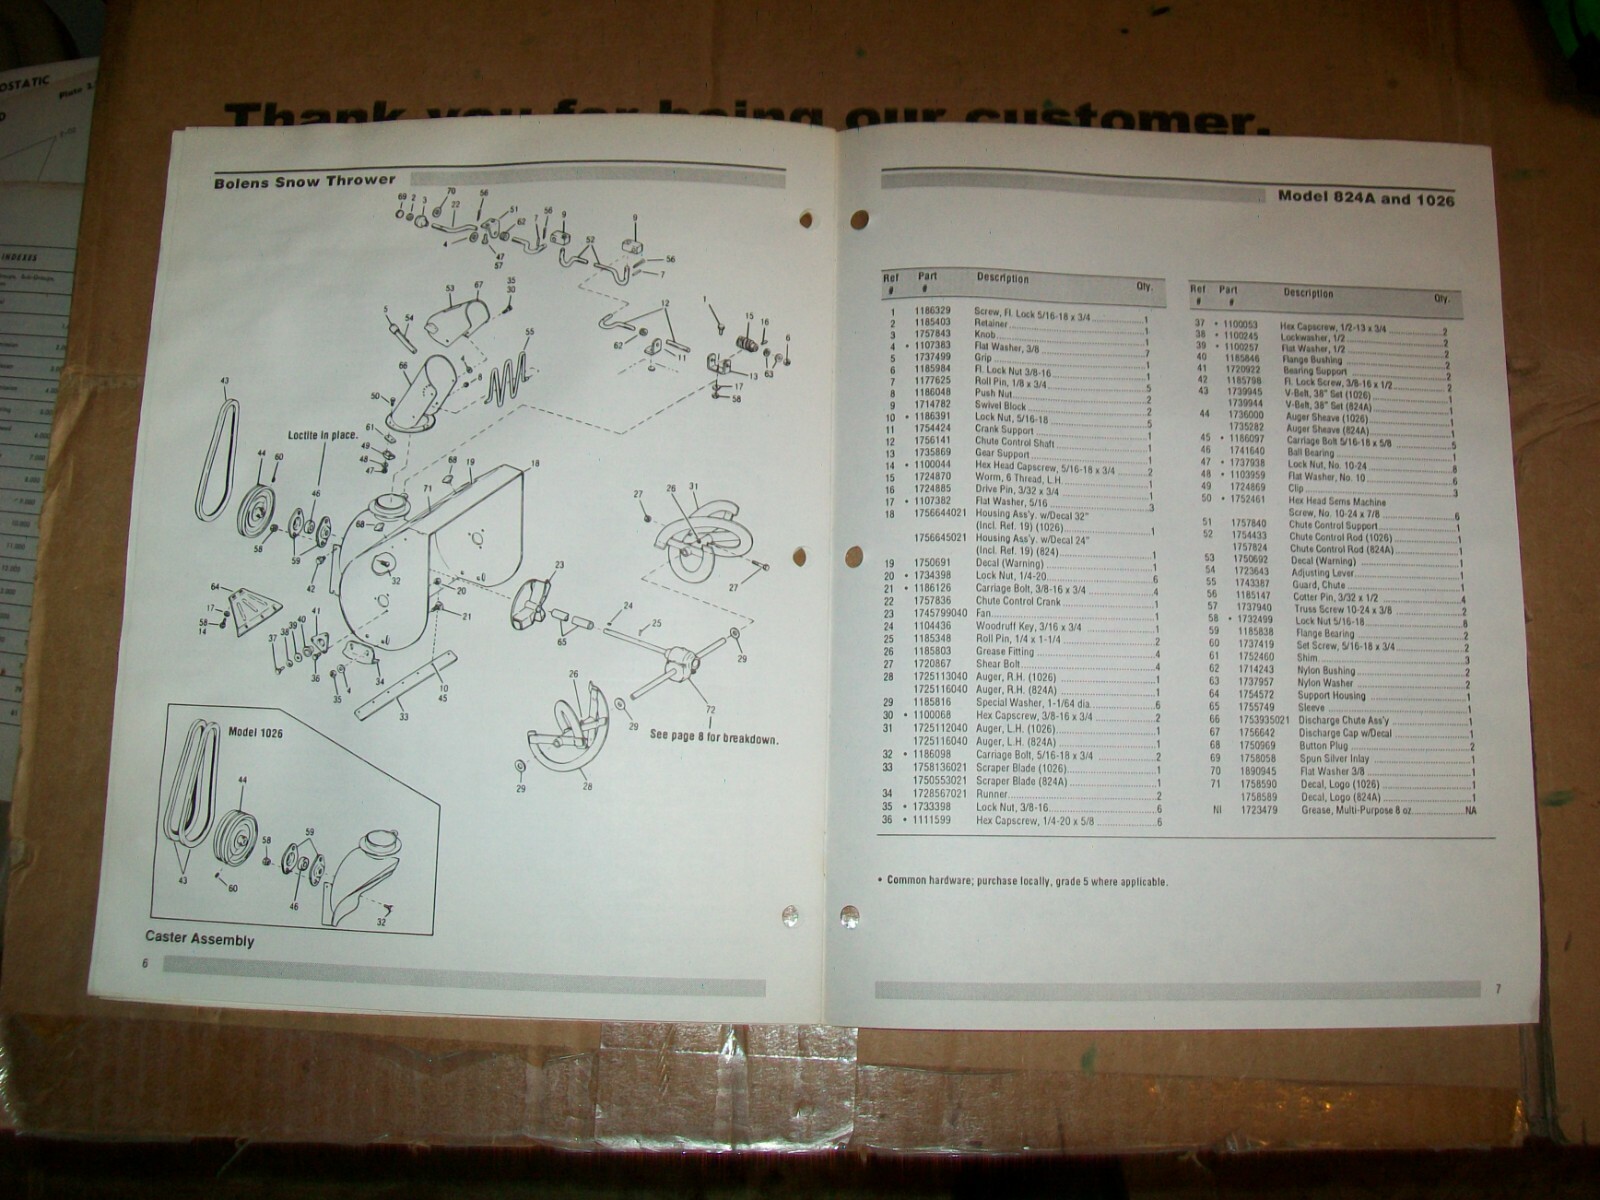 Thank you for being our customer.
OSTATIC
Plate
INDEXES
Bolens Snow Thrower
Loctite in place.
See page 8 for breakdown.
Model 1026
Caster Assembly
6
Model 824A and 1026
Ref # Part # Description Qty.
1 1186329 Screw, Fl. Lock 5/16-18 x 3/4 1
2 1185403 Retainer 1
3 1757843 Knob 1
4 • 1107383 Flat Washer, 3/8 7
5 1737499 Grip 1
6 1185984 Fl. Lock Nut 3/8-16 1
7 1177625 Roll Pin, 1/8 x 3/4 5
8 1186048 Push Nut 2
9 1714782 Swivel Block 2
10 • 1186391 Lock Nut, 5/16-18 5
11 1754424 Crank Support 1
12 1756141 Chute Control Shaft 1
13 1735869 Gear Support 1
14 • 1100044 Hex Head Capscrew, 5/16-18 x 3/4 2
15 1724870 Worm, 6 Thread, L.H. 1
16 1724885 Drive Pin, 3/32 x 3/4 1
17 • 1107382 Flat Washer, 5/16 3
18 1756644021 Housing Ass'y. w/Decal 32"
(Incl. Ref. 19) (1026) 1
1756645021 Housing Ass'y. w/Decal 24"
(Incl. Ref. 19) (824) 1
19 1750691 Decal (Warning) 1
20 • 1734398 Lock Nut, 1/4-20 6
21 • 1186126 Carriage Bolt, 3/8-16 x 3/4 4
22 1757836 Chute Control Crank 1
23 1745799040 Fan 1
24 1104436 Woodruff Key, 3/16 x 3/4 1
25 1185348 Roll Pin, 1/4 x 1-1/4 2
26 1185803 Grease Fitting 4
27 1720867 Shear Bolt 4
28 1725113040 Auger, R.H. (1026) 1
1725116040 Auger, R.H. (824A) 1
29 1185816 Special Washer, 1-1/64 dia. 6
30 • 1100068 Hex Capscrew, 3/8-16 x 3/4 2
31 1725112040 Auger, L.H. (1026) 1
1725116040 Auger, L.H. (824A) 1
32 • 1186098 Carriage Bolt, 5/16-18 x 3/4 2
33 1758136021 Scraper Blade (1026) 1
1750553021 Scraper Blade (824A) 1
34 1728567021 Runner 2
35 • 1733398 Lock Nut, 3/8-16 6
36 • 1111599 Hex Capscrew, 1/4-20 x 5/8 6
Ref # Part # Description Qty.
37 • 1100053 Hex Capscrew, 1/2-13 x 3/4 2
38 • 1100245 Lockwasher, 1/2 2
39 • 1100257 Flat Washer, 1/2 2
40 1185846 Flange Bushing 2
41 1720922 Bearing Support 2
42 1185798 Fl. Lock Screw, 3/8-16 x 1/2 2
43 1739945 V-Belt, 38" Set (1026) 1
1739944 V-Belt, 38" Set (824A) 1
44 1736000 Auger Sheave (1026) 1
1735282 Auger Sheave (824A) 1
45 • 1186097 Carriage Bolt 5/16-18 x 5/8 5
46 1741640 Ball Bearing 1
47 • 1737938 Lock Nut, No. 10-24 8
48 • 1103959 Flat Washer, No. 10 6
49 1724869 Clip 3
50 • 1752461 Hex Head Sems Machine
Screw, No. 10-24 x 7/8 6
51 1757840 Chute Control Support 1
52 1754433 Chute Control Rod (1026) 1
1757824 Chute Control Rod (824A) 1
53 1750692 Decal (Warning) 1
54 1723643 Adjusting Lever 1
55 1743387 Guard, Chute 1
56 1185147 Cotter Pin, 3/32 x 1/2 4
57 1737940 Truss Screw 10-24 x 3/8 2
58 • 1732499 Lock Nut 5/16-18 8
59 1185838 Flange Bearing 2
60 1737419 Set Screw, 5/16-18 x 3/4 2
61 1752460 Shim 3
62 1714243 Nylon Bushing 2
63 1737957 Nylon Washer 2
64 1754572 Support Housing 1
65 1755749 Sleeve 1
66 1753935021 Discharge Chute Ass'y 1
67 1756642 Discharge Cap w/Decal 1
68 1750969 Button Plug 2
69 1758058 Spun Silver Inlay 1
70 1890945 Flat Washer 3/8 1
71 1758590 Decal, Logo (1026) 1
1758589 Decal, Logo (824A) 1
NI 1723479 Grease, Multi-Purpose 8 oz. NA
• Common hardware; purchase locally, grade 5 where applicable.
7